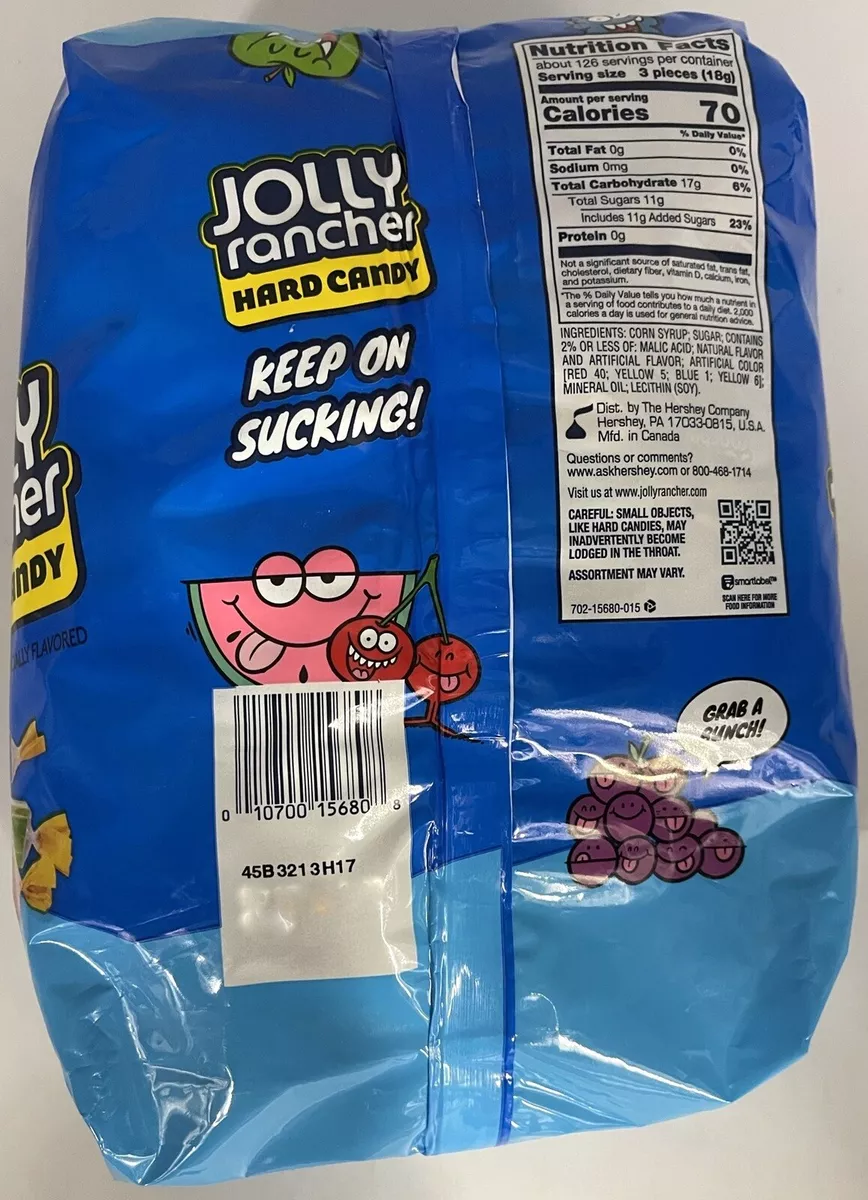 JOLLY
rancher
HARD CANDY
KEEP ON
SUCKING!
Y
er
NDY
ALLY FLAVORED
0 10700 15680 8
45B 321 3H17
Nutrition Facts
about 126 servings per container
Serving size 3 pieces (18g)
Amount per serving
Calories 70
% Daily Value*
Total Fat 0g 0%
Sodium 0mg 0%
Total Carbohydrate 17g 6%
Total Sugars 11g
Includes 11g Added Sugars 23%
Protein 0g
Not a significant source of saturated fat, trans fat,
cholesterol, dietary fiber, vitamin D, calcium, iron,
and potassium.
*The % Daily Value tells you how much a nutrient in
a serving of food contributes to a daily diet. 2,000
calories a day is used for general nutrition advice.
INGREDIENTS: CORN SYRUP; SUGAR; CONTAINS
2% OR LESS OF: MALIC ACID; NATURAL FLAVOR
AND ARTIFICIAL FLAVOR; ARTIFICIAL COLOR
[RED 40; YELLOW 5; BLUE 1; YELLOW 6];
MINERAL OIL; LECITHIN (SOY).
Dist. by The Hershey Company
Hershey, PA 17033-0815, U.S.A.
Mfd. in Canada
Questions or comments?
www.askhershey.com or 800-468-1714
Visit us at www.jollyrancher.com
CAREFUL: SMALL OBJECTS,
LIKE HARD CANDIES, MAY
INADVERTENTLY BECOME
LODGED IN THE THROAT.
ASSORTMENT MAY VARY.
smartlabel™
SCAN HERE FOR MORE
FOOD INFORMATION
702-15680-015
GRAB A
BUNCH!